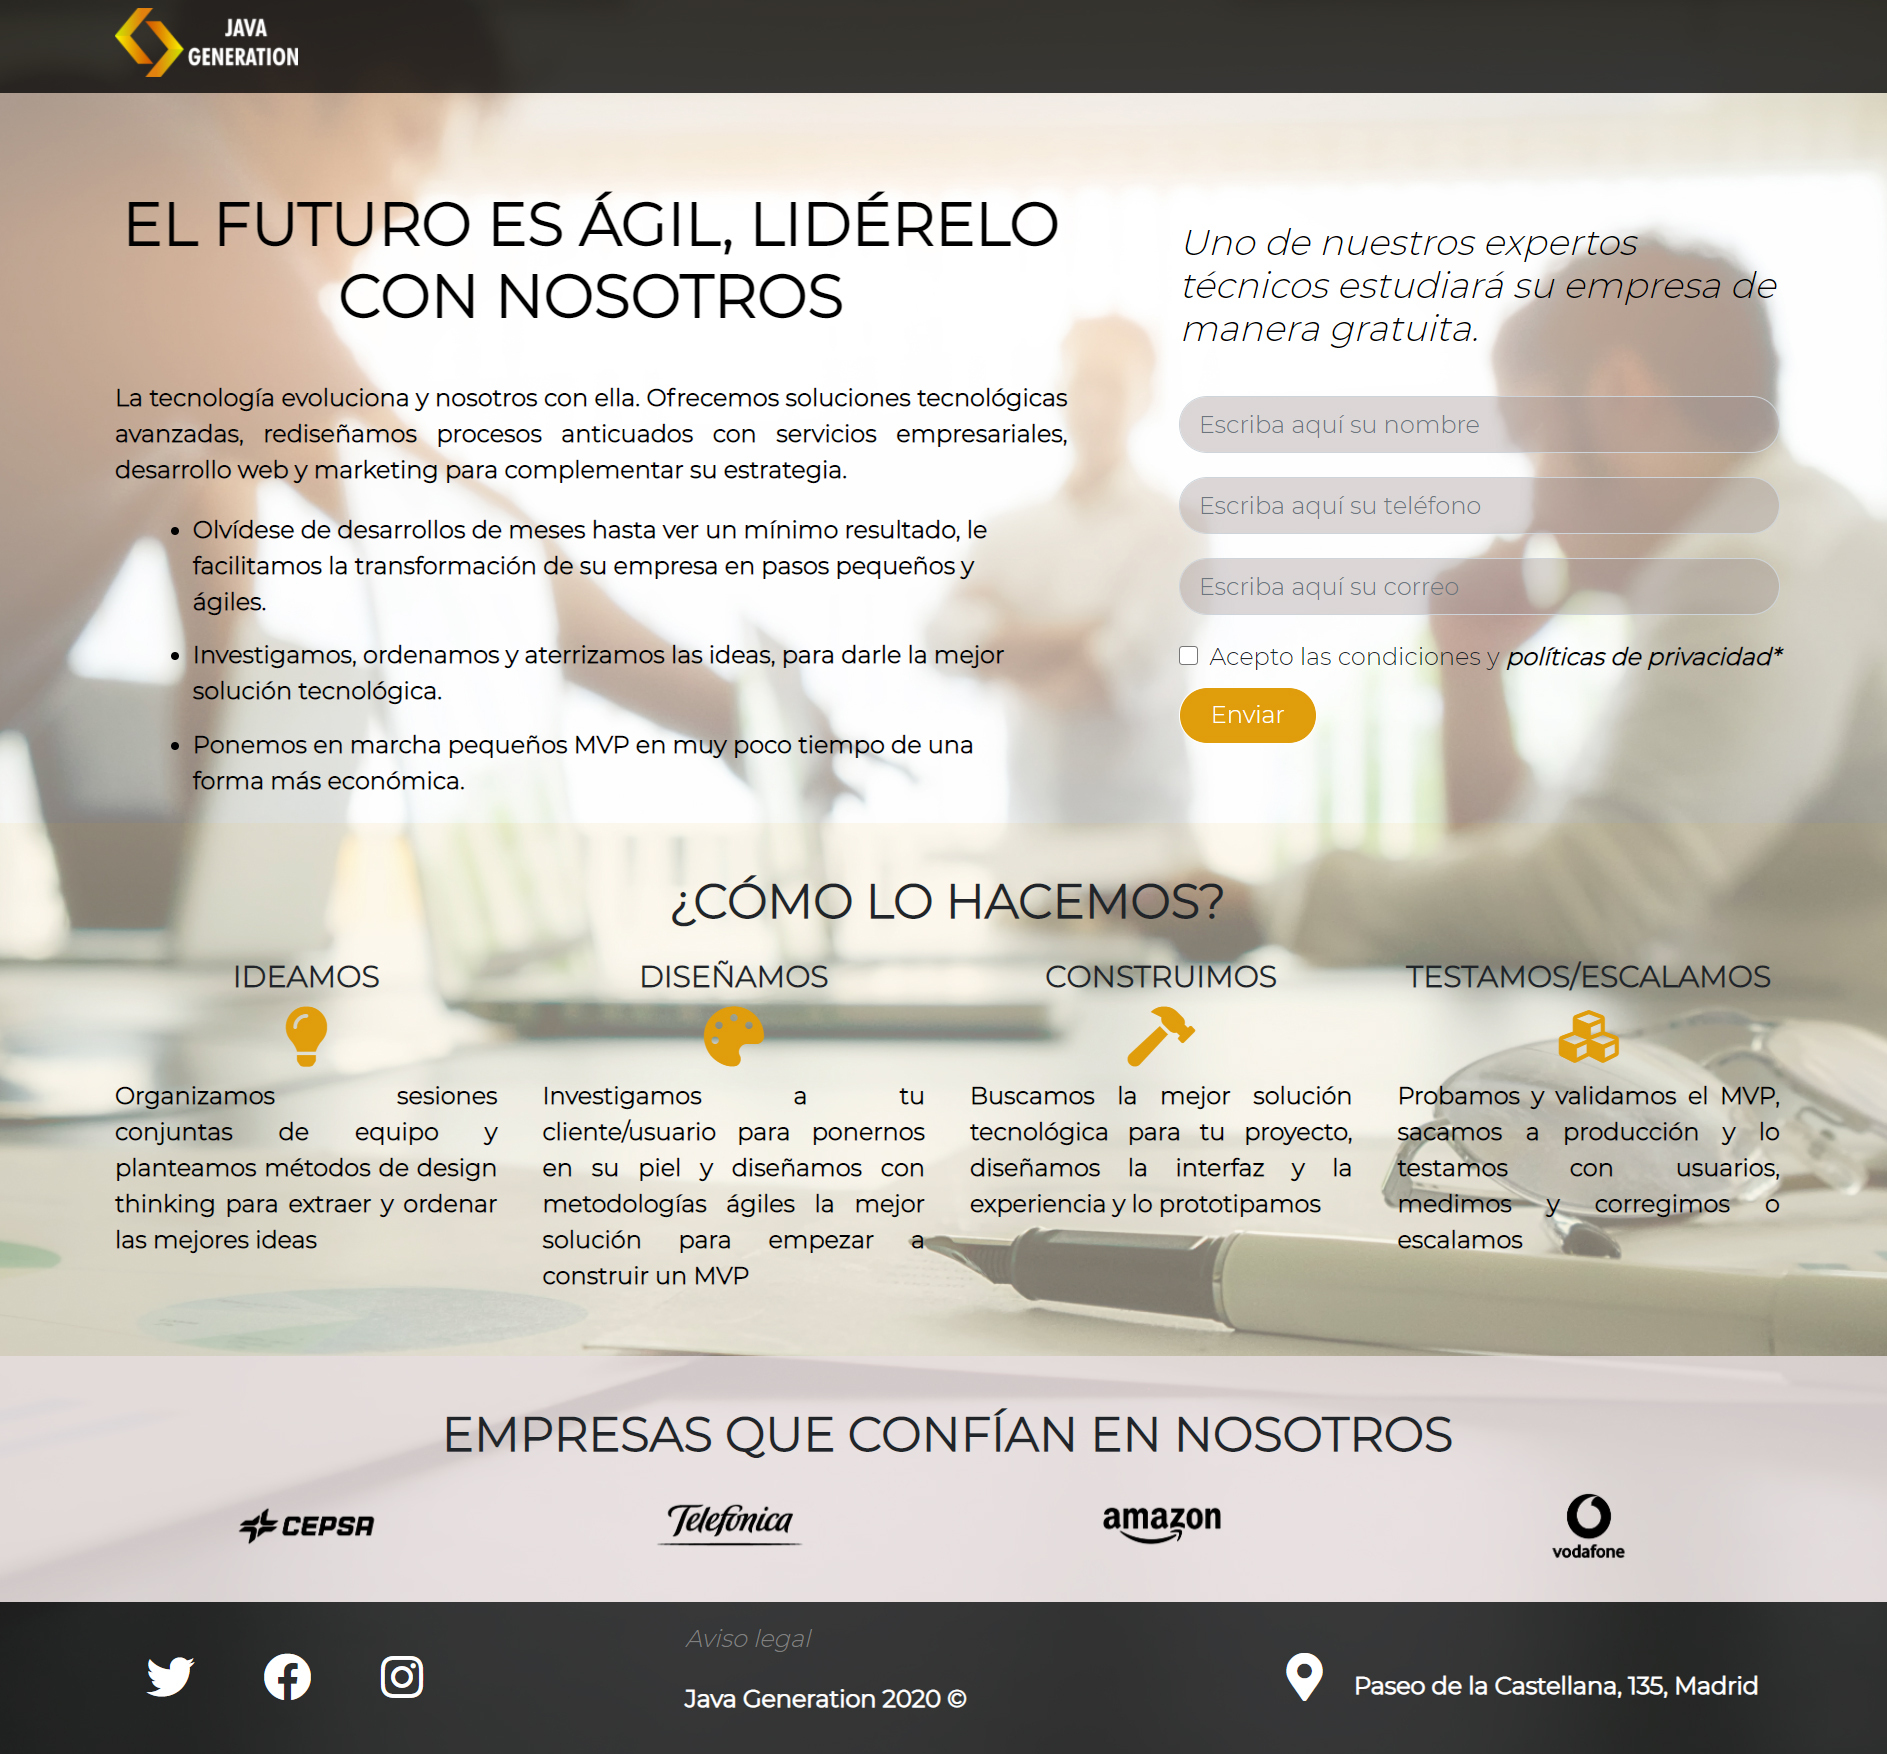 JAVA
GENERATION
EL FUTURO ES ÁGIL, LIDÉRELO
CON NOSOTROS
La tecnología evoluciona y nosotros con ella. Ofrecemos soluciones tecnológicas
avanzadas, rediseñamos procesos anticuados con servicios empresariales,
desarrollo web y marketing para complementar su estrategia.
• Olvídese de desarrollos de meses hasta ver un mínimo resultado, le
facilitamos la transformación de su empresa en pasos pequeños y
ágiles.
• Investigamos, ordenamos y aterrizamos las ideas, para darle la mejor
solución tecnológica.
• Ponemos en marcha pequeños MVP en muy poco tiempo de una
forma más económica.
Uno de nuestros expertos
técnicos estudiará su empresa de
manera gratuita.
Escriba aquí su nombre
Escriba aquí su teléfono
Escriba aquí su correo
Acepto las condiciones y políticas de privacidad*
Enviar
¿CÓMO LO HACEMOS?
IDEAMOS
Organizamos sesiones
conjuntas de equipo y
planteamos métodos de design
thinking para extraer y ordenar
las mejores ideas
DISEÑAMOS
Investigamos a tu
cliente/usuario para ponernos
en su piel y diseñamos con
metodologías ágiles la mejor
solución para empezar a
construir un MVP
CONSTRUIMOS
Buscamos la mejor solución
tecnológica para tu proyecto,
diseñamos la interfaz y la
experiencia y lo prototipamos
TESTAMOS/ESCALAMOS
Probamos y validamos el MVP,
sacamos a producción y lo
testamos con usuarios,
medimos y corregimos o
escalamos
EMPRESAS QUE CONFÍAN EN NOSOTROS
CEPSA
Telefónica
amazon
vodafone
Aviso legal
Java Generation 2020 ©
Paseo de la Castellana, 135, Madrid